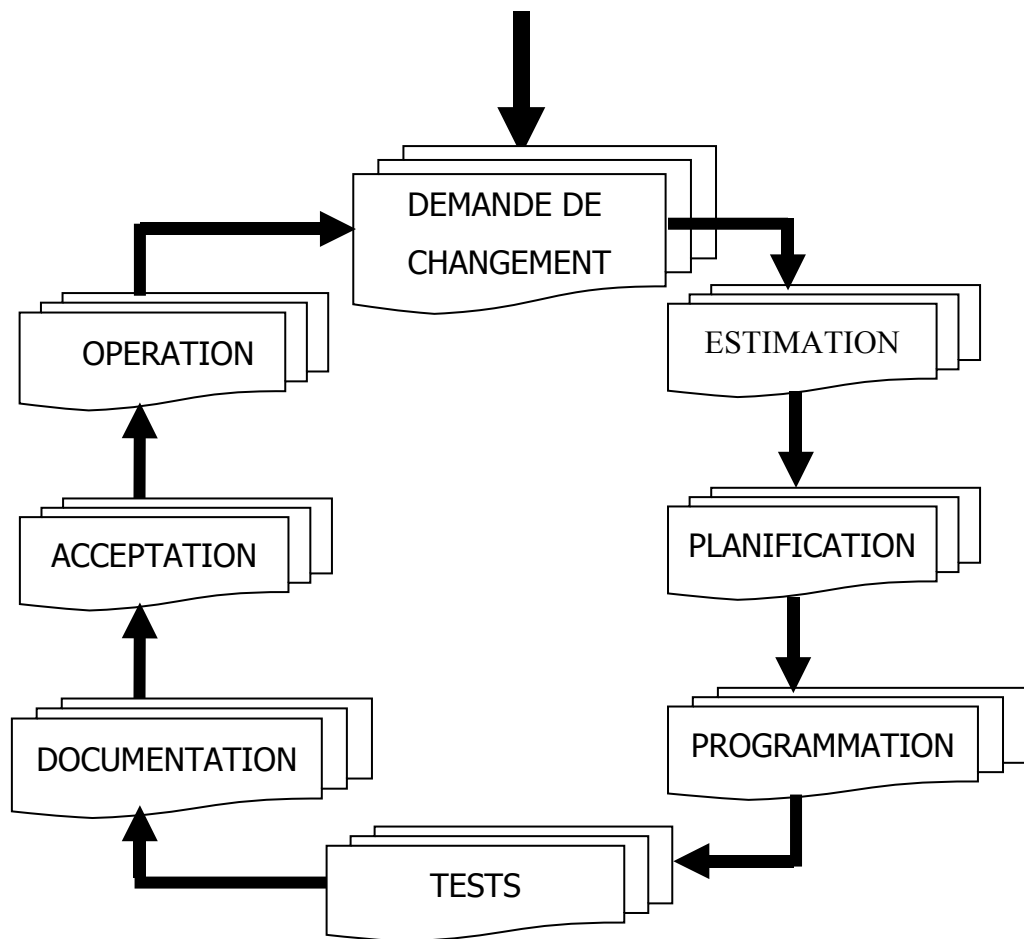 DEMANDE DE
CHANGEMENT
ESTIMATION
PLANIFICATION
PROGRAMMATION
TESTS
DOCUMENTATION
ACCEPTATION
OPERATION